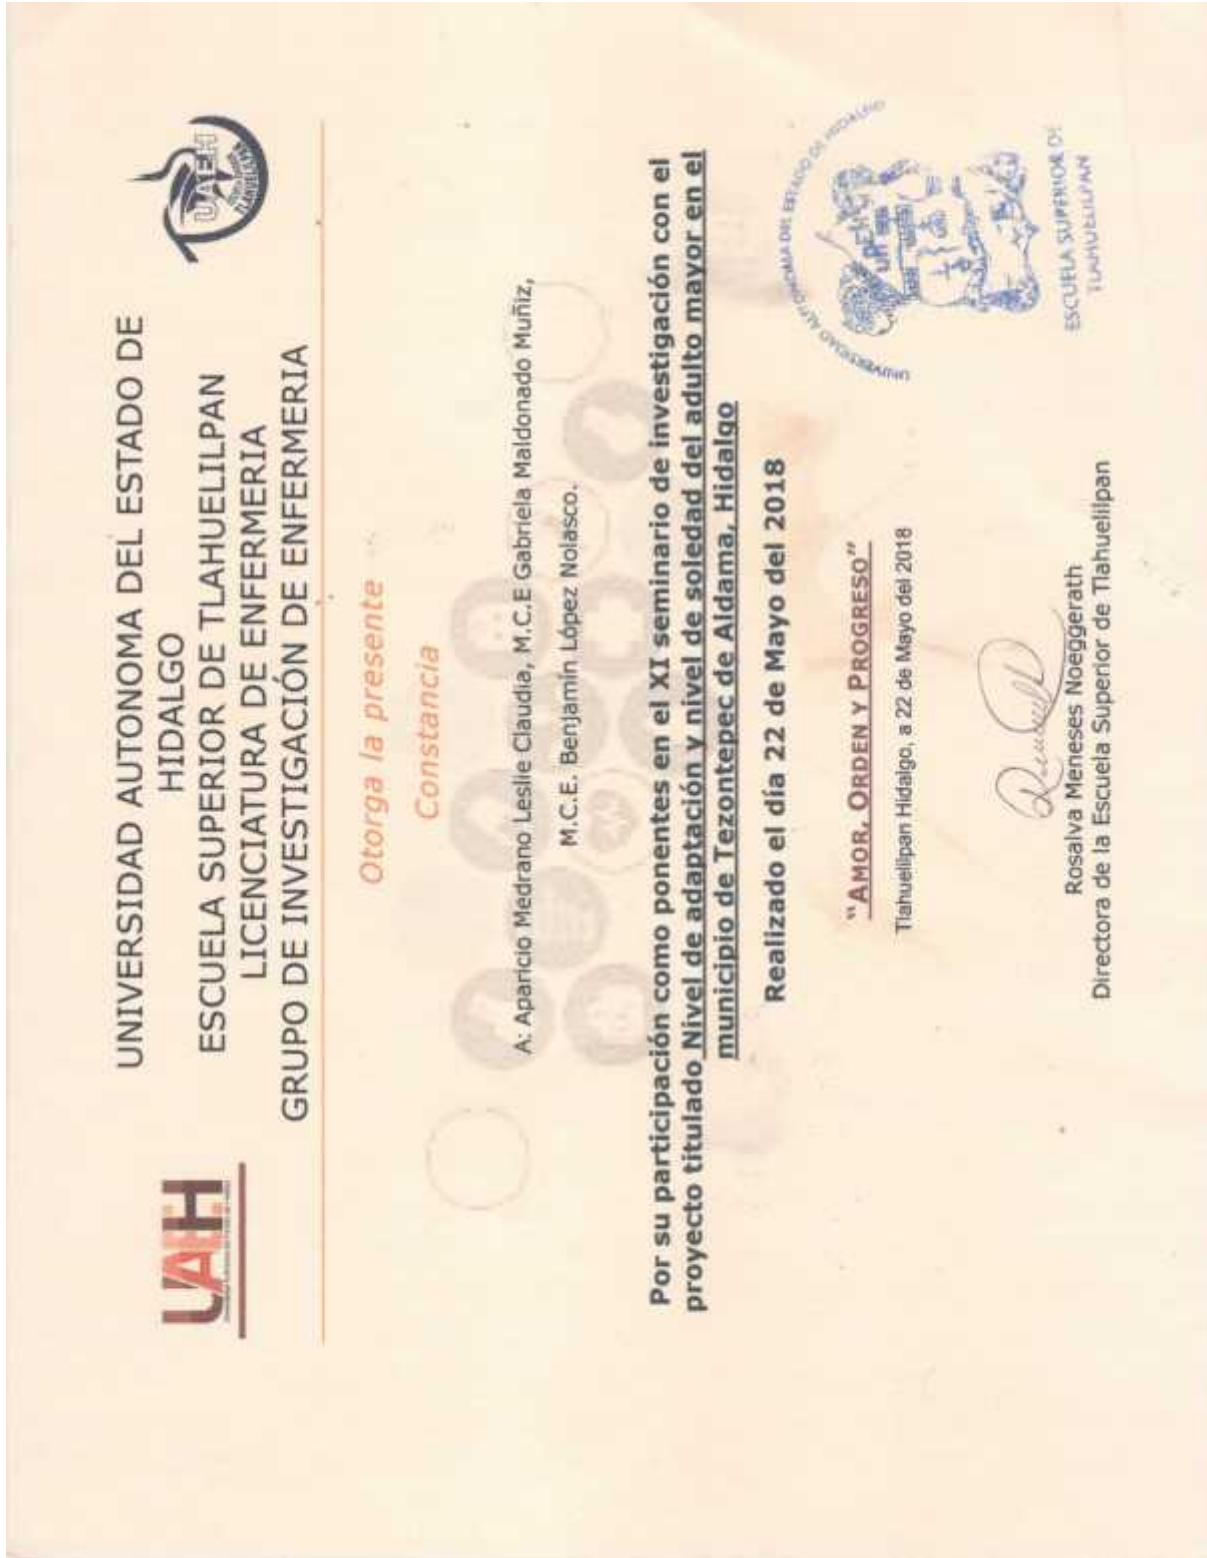 UAEH
UNIVERSIDAD AUTONOMA DEL ESTADO DE
HIDALGO
ESCUELA SUPERIOR DE TLAHUELILPAN
LICENCIATURA DE ENFERMERIA
GRUPO DE INVESTIGACIÓN DE ENFERMERIA
UAEH
TLAHUELILPAN
Otorga la presente
Constancia
A: Aparicio Medrano Leslie Claudia, M.C.E Gabriela Maldonado Muñiz,
M.C.E. Benjamín López Nolasco.
Por su participación como ponentes en el XI seminario de investigación con el
proyecto titulado Nivel de adaptación y nivel de soledad del adulto mayor en el
municipio de Tezontepec de Aldama, Hidalgo
Realizado el día 22 de Mayo del 2018
"AMOR, ORDEN Y PROGRESO"
Tlahuelilpan Hidalgo, a 22 de Mayo del 2018
Rosalva Meneses Noeggerath
Directora de la Escuela Superior de Tlahuelilpan
UNIVERSIDAD AUTONOMA DEL ESTADO DE HIDALGO
UAEH
ESCUELA SUPERIOR DE
TLAHUELILPAN